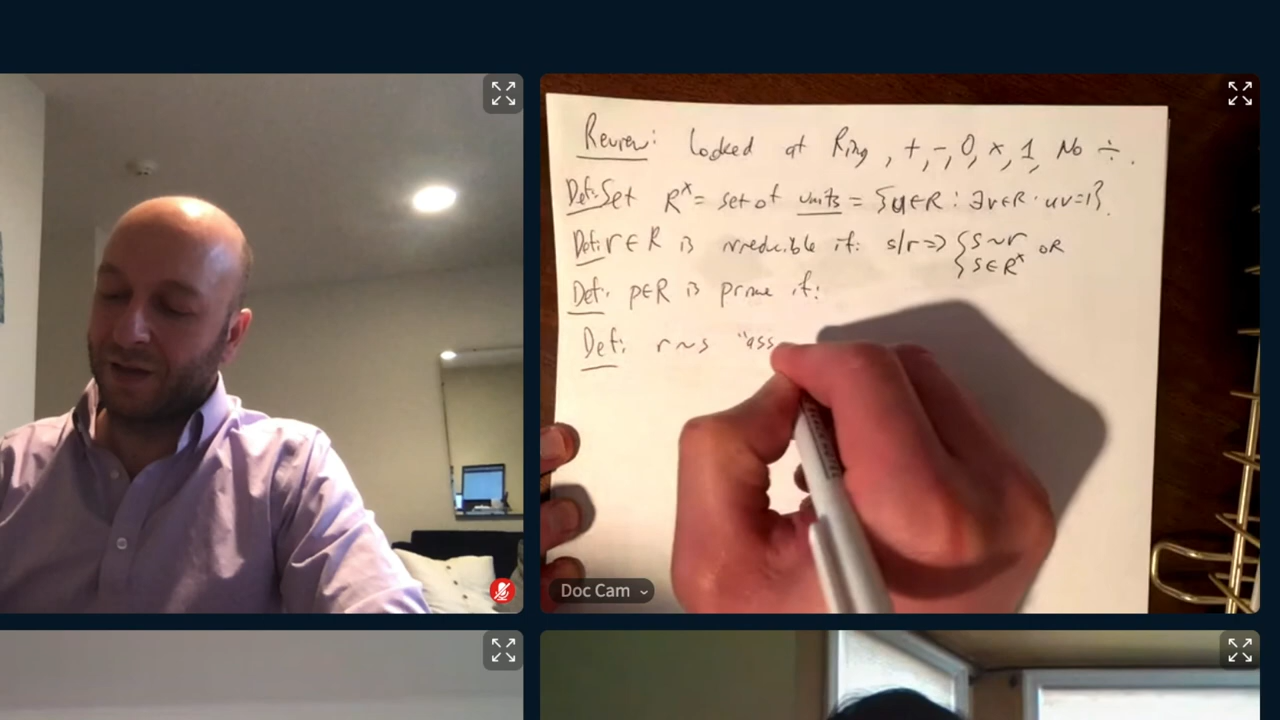 Review: Looked at Ring, +, -, 0, x, 1, No ÷.
Def: Set R^x = set of units = {u∈R : ∃v∈R · uv=1}.
Def: r∈R is irreducible if: s/r => { s~r OR
{ s∈R^x
Def: p∈R is prime if:
Def: r~s "ass
Doc Cam